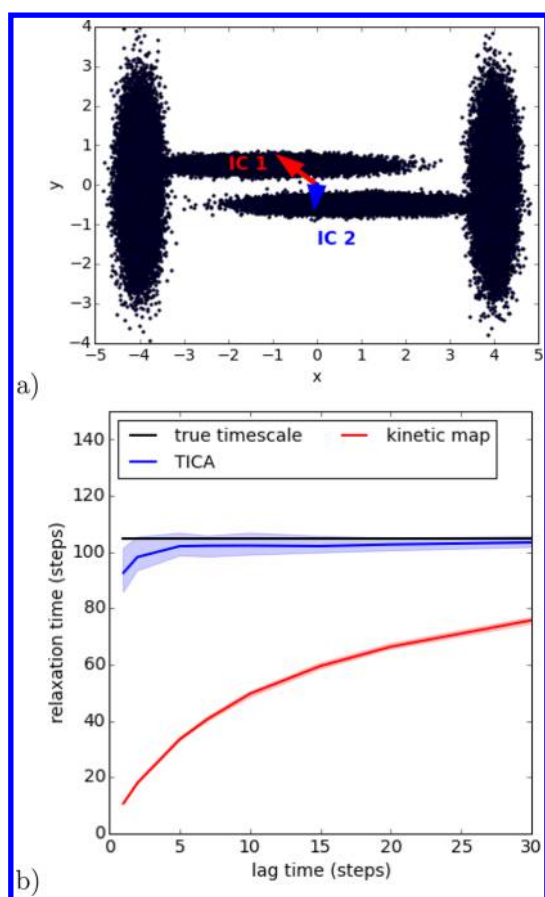 4
3
2
1
0
-1
-2
-3
-4
y
IC 1
IC 2
-5 -4 -3 -2 -1 0 1 2 3 4 5
x
a)
true timescale
kinetic map
TICA
140
120
100
80
60
40
20
0
relaxation time (steps)
0 5 10 15 20 25 30
lag time (steps)
b)